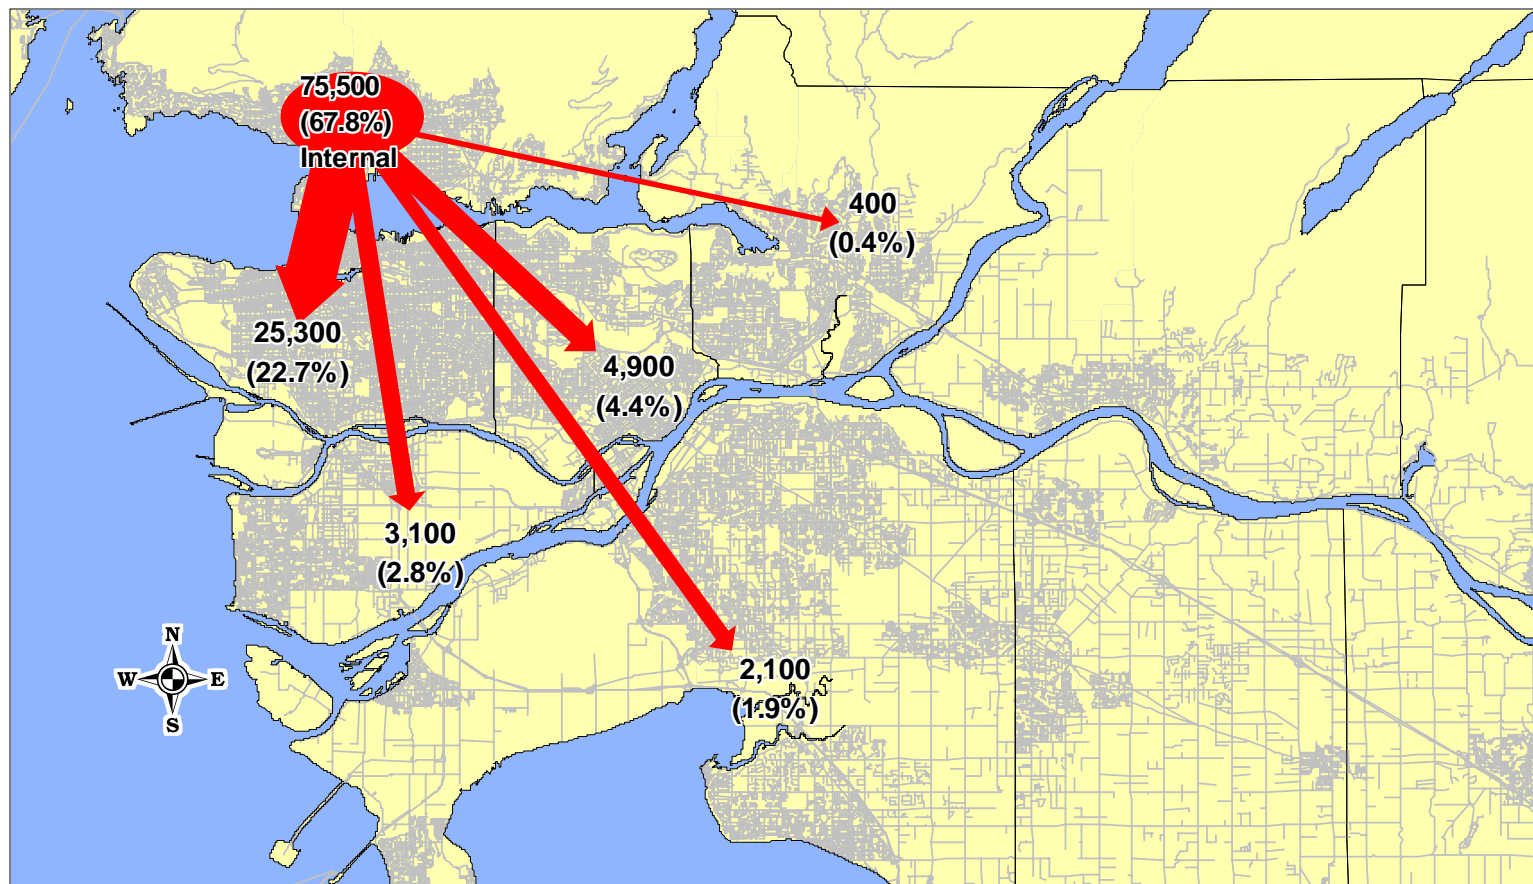 75,500
(67.8%)
Internal
400
(0.4%)
25,300
(22.7%)
4,900
(4.4%)
3,100
(2.8%)
N
W
E
S
2,100
(1.9%)